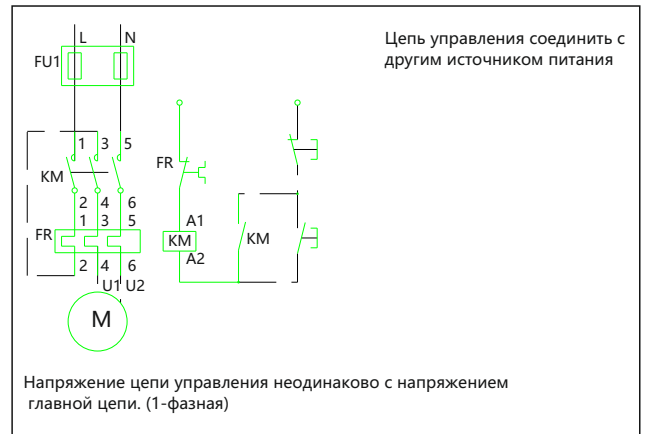 L N
Цепь управления соединить с
другим источником питания
FU1
1 3 5
KM
FR
2 4 6
1 3 5
FR
A1
KM
KM
A2
2 4 6
U1 U2
M
Напряжение цепи управления неодинаково с напряжением
главной цепи. (1-фазная)